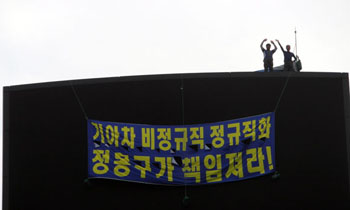 기아차 비정규직 정규직화
정몽구가 책임져라!